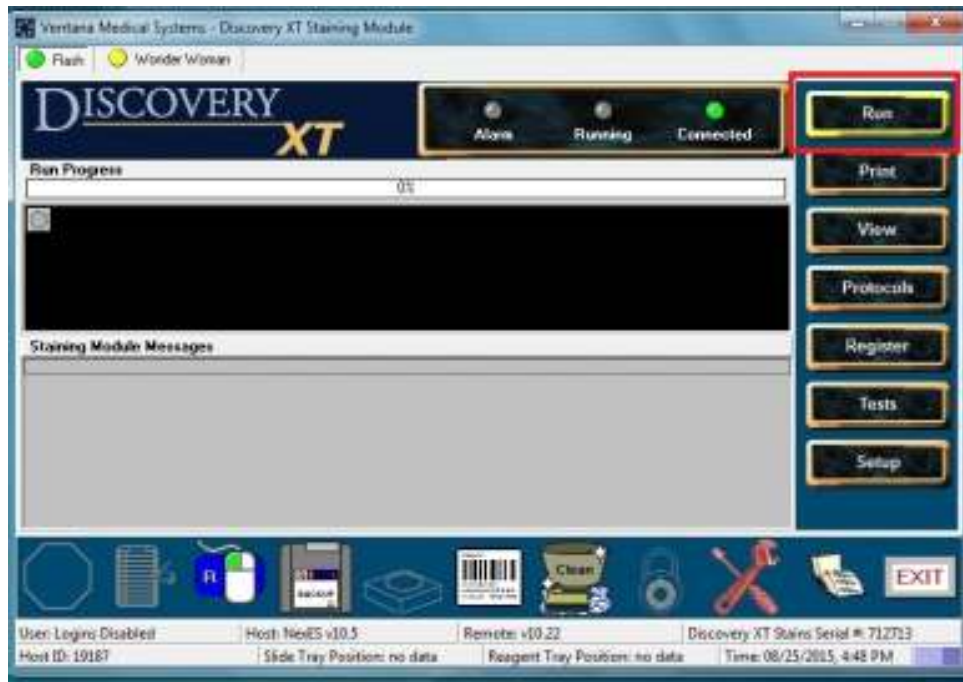 Ventana Medical Systems - Discovery XT Staining Module
Flash Wonder Woman
DISCOVERY XT
Alarm Running Connected
Run
Run Progress
0%
Print
View
Protocols
Staining Module Messages
Register
Tests
Setup
R
BACKUP
Clean
EXIT
User: Logins Disabled Host: NexES v10.5 Remote: v10.22 Discovery XT Stains Serial #: 712713
Host ID: 19187 Slide Tray Position: no data Reagent Tray Position: no data Time: 08/25/2015, 4:48 PM